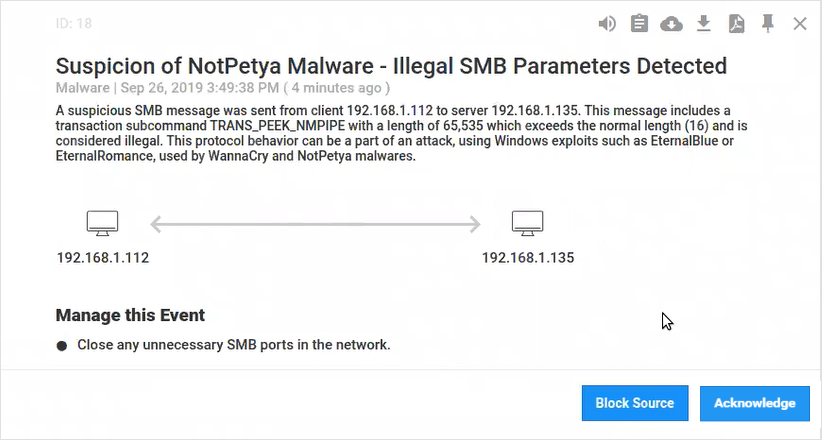 ID: 18
Suspicion of NotPetya Malware - Illegal SMB Parameters Detected
Malware | Sep 26, 2019 3:49:38 PM ( 4 minutes ago )
A suspicious SMB message was sent from client 192.168.1.112 to server 192.168.1.135. This message includes a
transaction subcommand TRANS_PEEK_NMPIPE with a length of 65,535 which exceeds the normal length (16) and is
considered illegal. This protocol behavior can be a part of an attack, using Windows exploits such as EternalBlue or
EternalRomance, used by WannaCry and NotPetya malwares.
192.168.1.112
192.168.1.135
Manage this Event
● Close any unnecessary SMB ports in the network.
Block Source
Acknowledge